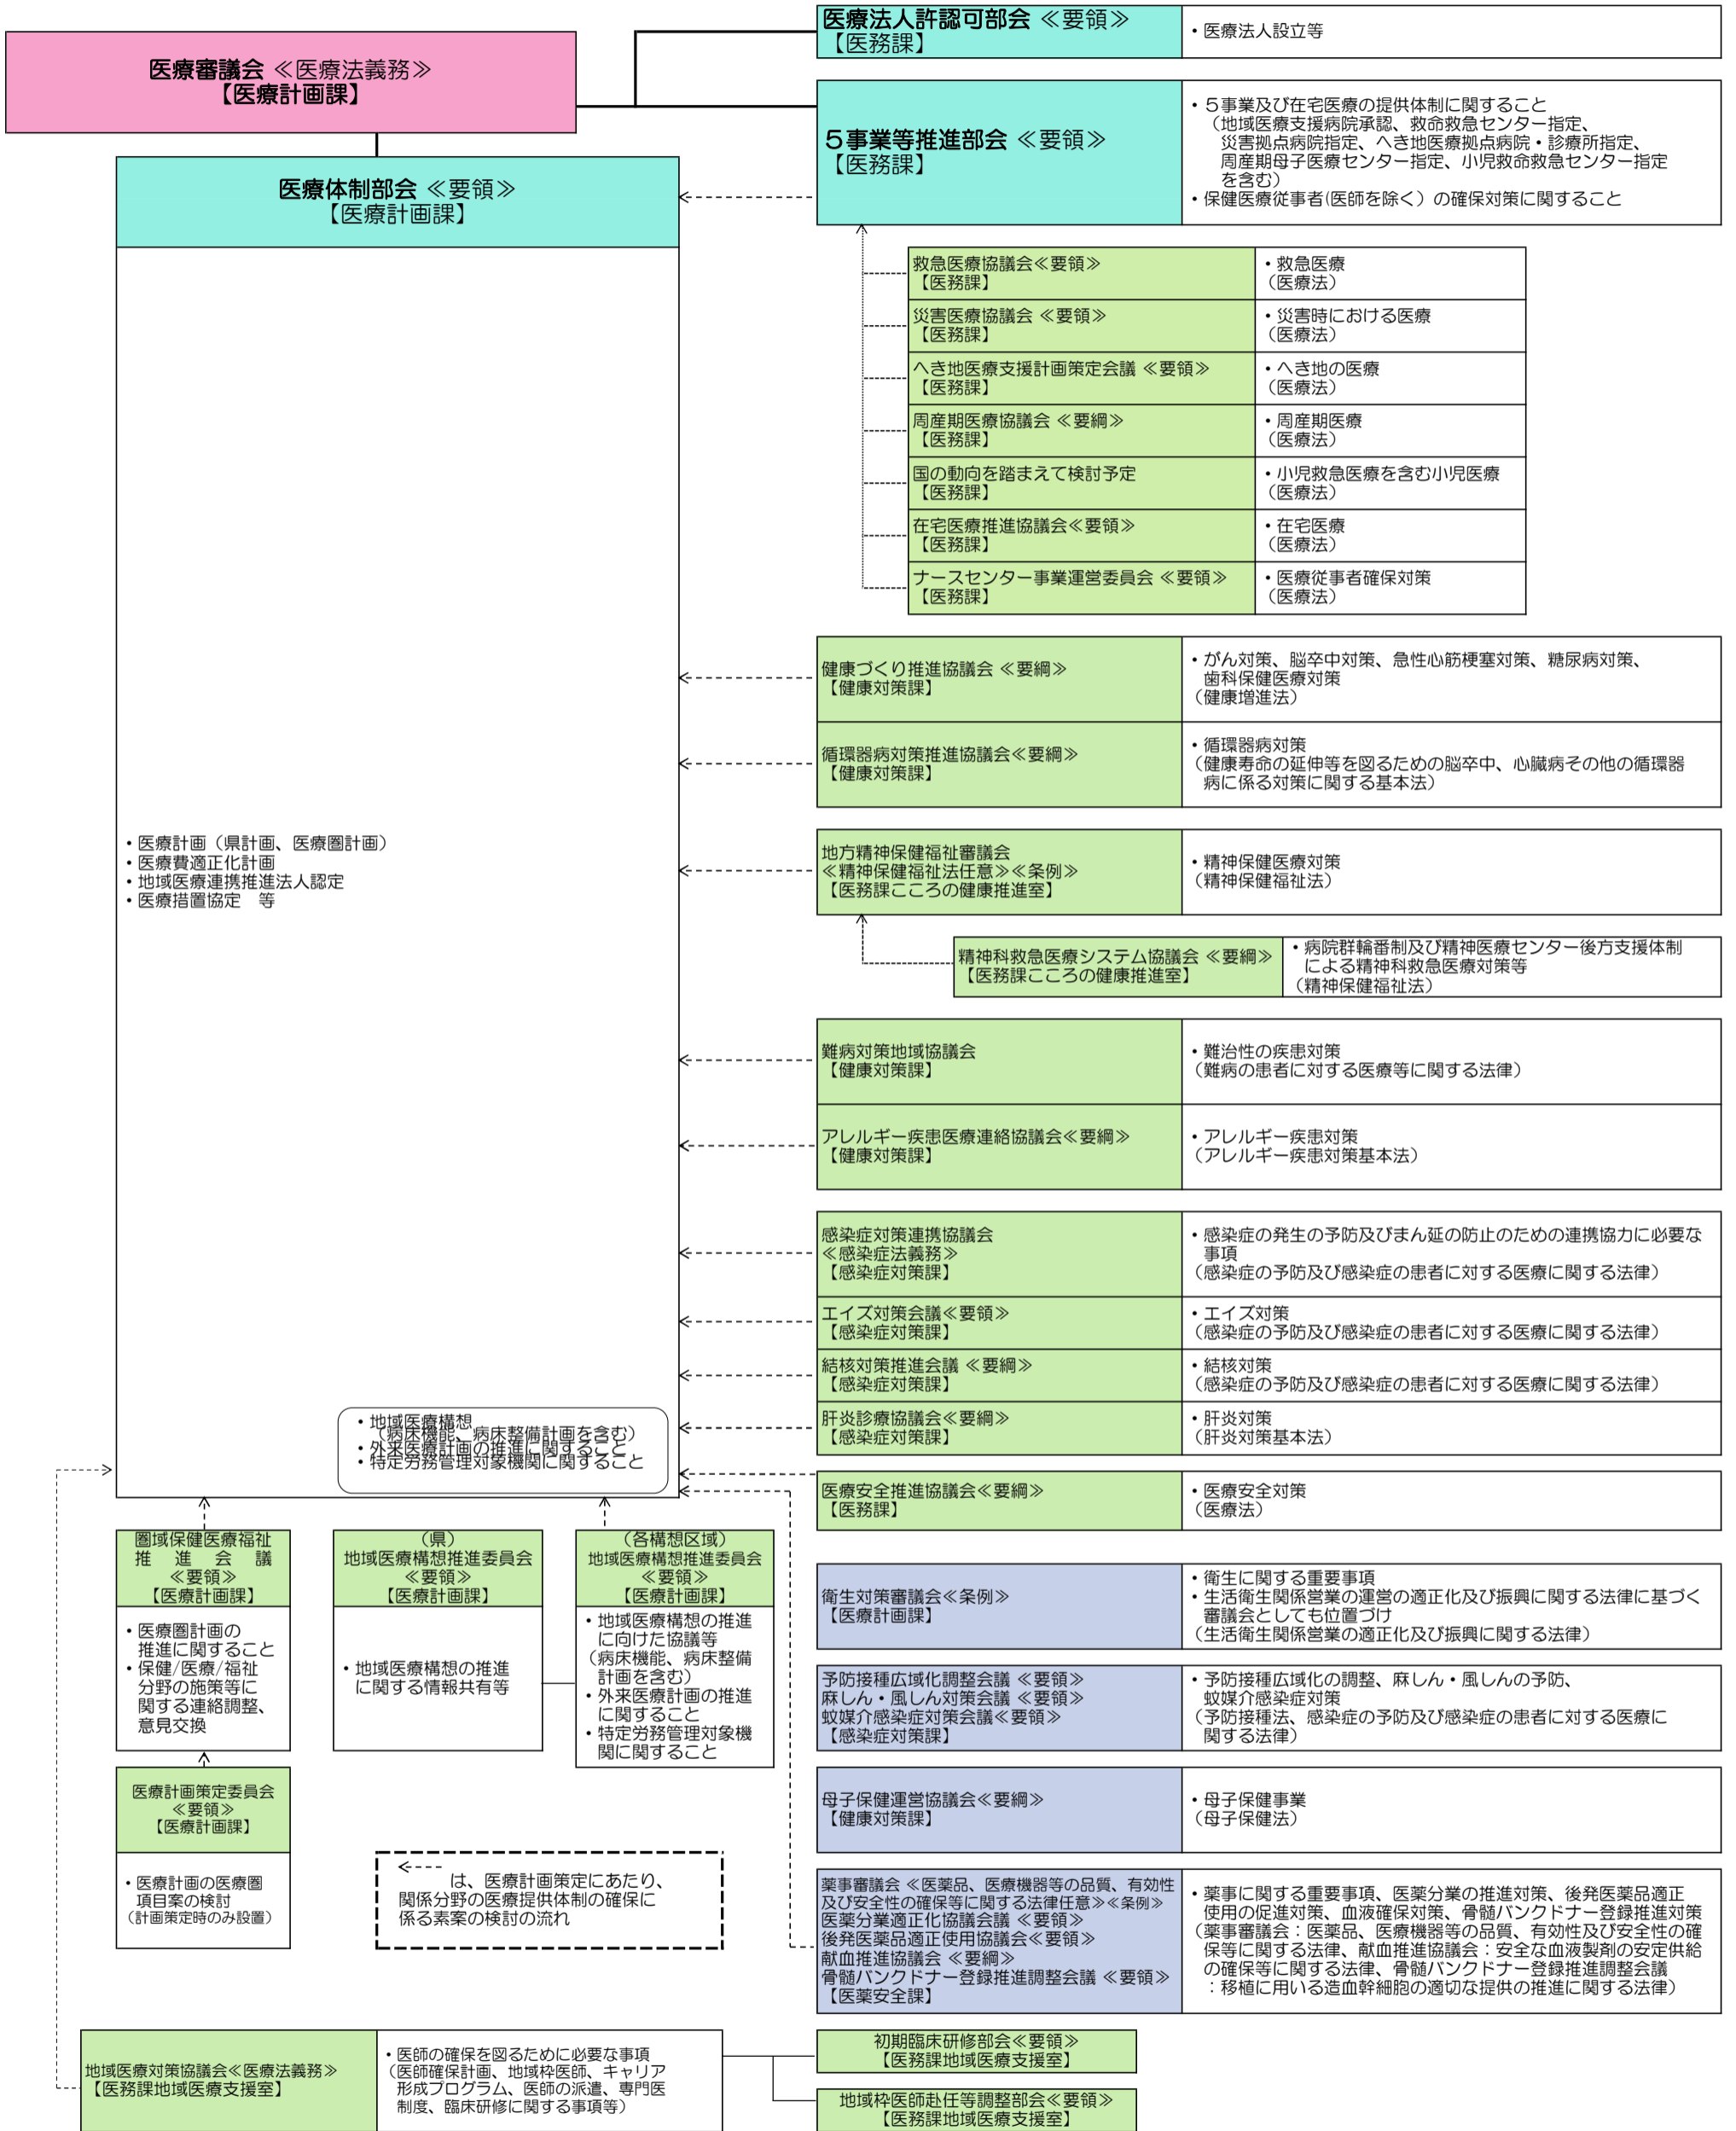 医療審議会 ≪医療法義務≫
【医療計画課】
医療法人許認可部会 ≪要領≫
【医務課】
・医療法人設立等
５事業等推進部会 ≪要領≫
【医務課】
・５事業及び在宅医療の提供体制に関すること
（地域医療支援病院承認、救命救急センター指定、
災害拠点病院指定、へき地医療拠点病院・診療所指定、
周産期母子医療センター指定、小児救命救急センター指定
を含む）
・保健医療従事者(医師を除く）の確保対策に関すること
医療体制部会 ≪要領≫
【医療計画課】
救急医療協議会≪要領≫
【医務課】
・救急医療
（医療法）
災害医療協議会 ≪要領≫
【医務課】
・災害時における医療
（医療法）
へき地医療支援計画策定会議 ≪要領≫
【医務課】
・へき地の医療
（医療法）
周産期医療協議会 ≪要綱≫
【医務課】
・周産期医療
（医療法）
国の動向を踏まえて検討予定
【医務課】
・小児救急医療を含む小児医療
（医療法）
在宅医療推進協議会≪要領≫
【医務課】
・在宅医療
（医療法）
ナースセンター事業運営委員会 ≪要領≫
【医務課】
・医療従事者確保対策
（医療法）
健康づくり推進協議会 ≪要綱≫
【健康対策課】
・がん対策、脳卒中対策、急性心筋梗塞対策、糖尿病対策、
歯科保健医療対策
（健康増進法）
循環器病対策推進協議会≪要綱≫
【健康対策課】
・循環器病対策
（健康寿命の延伸等を図るための脳卒中、心臓病その他の循環器
病に係る対策に関する基本法）
・医療計画（県計画、医療圏計画）
・医療費適正化計画
・地域医療連携推進法人認定
・医療措置協定　等
地方精神保健福祉審議会
≪精神保健福祉法任意≫≪条例≫
【医務課こころの健康推進室】
・精神保健医療対策
（精神保健福祉法）
精神科救急医療システム協議会 ≪要綱≫
【医務課こころの健康推進室】
・病院群輪番制及び精神医療センター後方支援体制
による精神科救急医療対策等
（精神保健福祉法）
難病対策地域協議会
【健康対策課】
・難治性の疾患対策
（難病の患者に対する医療等に関する法律）
アレルギー疾患医療連絡協議会≪要綱≫
【健康対策課】
・アレルギー疾患対策
（アレルギー疾患対策基本法）
感染症対策連携協議会
≪感染症法義務≫
【感染症対策課】
・感染症の発生の予防及びまん延の防止のための連携協力に必要な
事項
（感染症の予防及び感染症の患者に対する医療に関する法律）
エイズ対策会議≪要領≫
【感染症対策課】
・エイズ対策
（感染症の予防及び感染症の患者に対する医療に関する法律）
結核対策推進会議 ≪要綱≫
【感染症対策課】
・結核対策
（感染症の予防及び感染症の患者に対する医療に関する法律）
肝炎診療協議会≪要綱≫
【感染症対策課】
・肝炎対策
（肝炎対策基本法）
・地域医療構想
（病床機能、病床整備計画を含む）
・外来医療計画の推進に関すること
・特定労務管理対象機関に関すること
医療安全推進協議会≪要綱≫
【医務課】
・医療安全対策
（医療法）
圏域保健医療福祉
推　進　会　議
≪要領≫
【医療計画課】
・医療圏計画の
推進に関すること
・保健/医療/福祉
分野の施策等に
関する連絡調整、
意見交換
（県）
地域医療構想推進委員会
≪要領≫
【医療計画課】
・地域医療構想の推進
に関する情報共有等
（各構想区域）
地域医療構想推進委員会
≪要領≫
【医療計画課】
・地域医療構想の推進
に向けた協議等
（病床機能、病床整備
計画を含む）
・外来医療計画の推進
に関すること
・特定労務管理対象機
関に関すること
衛生対策審議会≪条例≫
【医療計画課】
・衛生に関する重要事項
・生活衛生関係営業の運営の適正化及び振興に関する法律に基づく
審議会としても位置づけ
（生活衛生関係営業の適正化及び振興に関する法律）
予防接種広域化調整会議 ≪要領≫
麻しん・風しん対策会議 ≪要領≫
蚊媒介感染症対策会議≪要領≫
【感染症対策課】
・予防接種広域化の調整、麻しん・風しんの予防、
蚊媒介感染症対策
（予防接種法、感染症の予防及び感染症の患者に対する医療に
関する法律）
医療計画策定委員会
≪要領≫
【医療計画課】
・医療計画の医療圏
項目案の検討
（計画策定時のみ設置）
母子保健運営協議会≪要綱≫
【健康対策課】
・母子保健事業
（母子保健法）
は、医療計画策定にあたり、
関係分野の医療提供体制の確保に
係る素案の検討の流れ
薬事審議会 ≪医薬品、医療機器等の品質、有効性
及び安全性の確保等に関する法律任意≫≪条例≫
医薬分業適正化協議会議 ≪要領≫
後発医薬品適正使用協議会≪要領≫
献血推進協議会 ≪要綱≫
骨髄バンクドナー登録推進調整会議 ≪要領≫
【医薬安全課】
・薬事に関する重要事項、医薬分業の推進対策、後発医薬品適正
使用の促進対策、血液確保対策、骨髄バンクドナー登録推進対策
（薬事審議会：医薬品、医療機器等の品質、有効性及び安全性の確
保等に関する法律、献血推進協議会：安全な血液製剤の安定供給
の確保等に関する法律、骨髄バンクドナー登録推進調整会議
：移植に用いる造血幹細胞の適切な提供の推進に関する法律）
地域医療対策協議会≪医療法義務≫
【医務課地域医療支援室】
・医師の確保を図るために必要な事項
（医師確保計画、地域枠医師、キャリア
形成プログラム、医師の派遣、専門医
制度、臨床研修に関する事項等）
初期臨床研修部会≪要領≫
【医務課地域医療支援室】
地域枠医師赴任等調整部会≪要領≫
【医務課地域医療支援室】